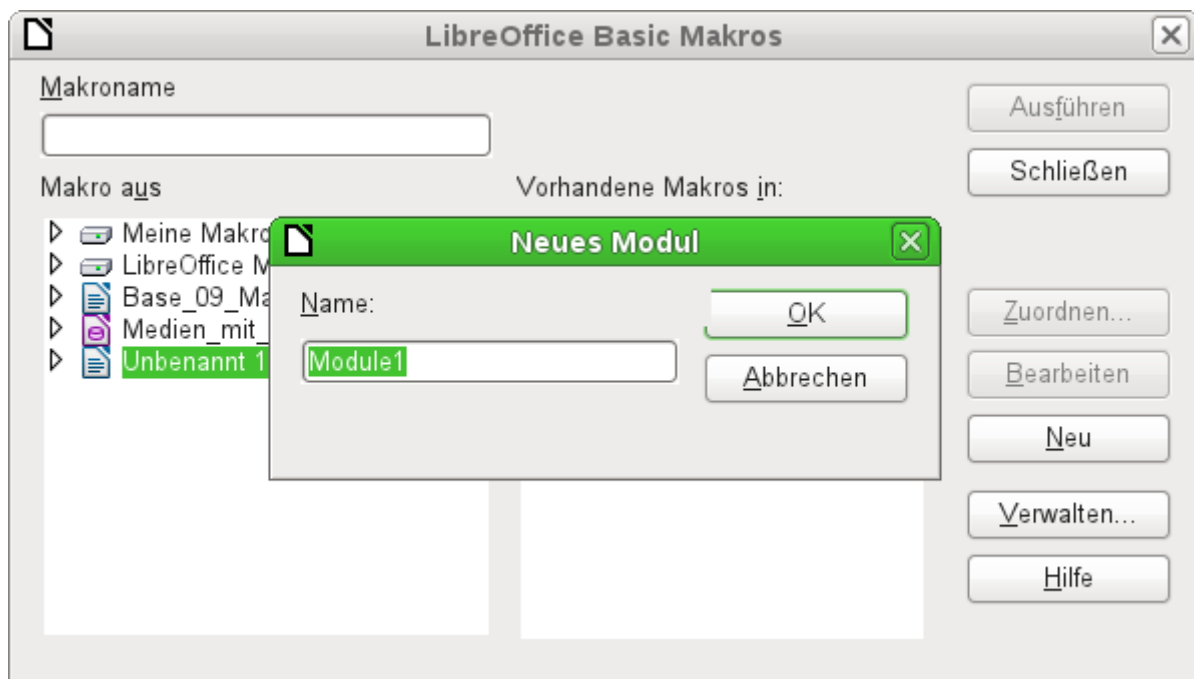 LibreOffice Basic Makros
Makroname
Ausführen
Schließen
Makro aus
Vorhandene Makros in:
Meine Makro
LibreOffice M
Base_09_Ma
Medien_mit_
Unbenannt 1
Neues Modul
Name:
Module1
OK
Abbrechen
Zuordnen...
Bearbeiten
Neu
Verwalten...
Hilfe